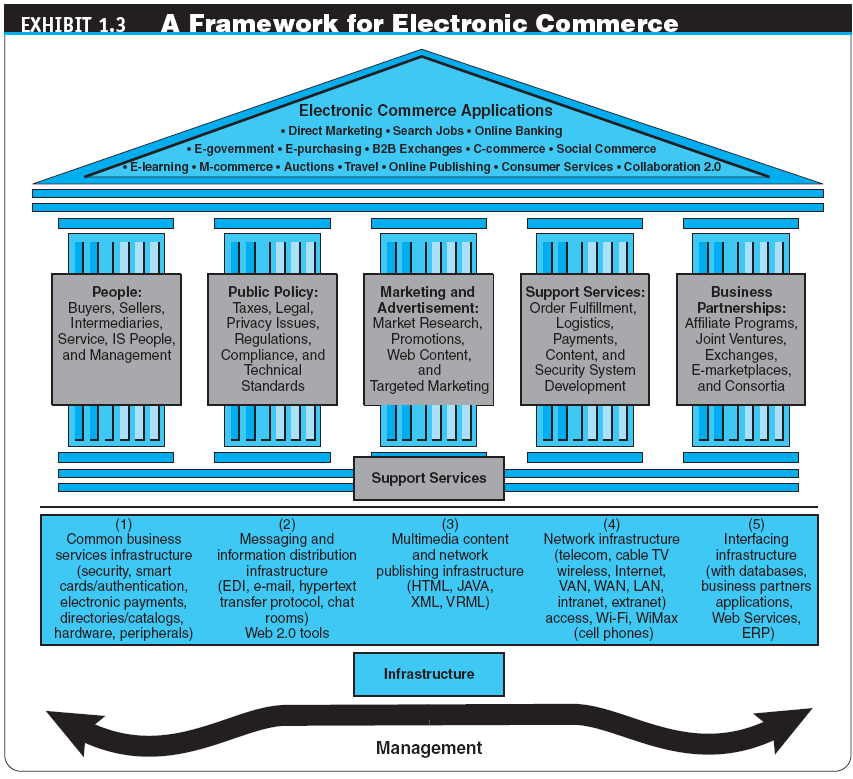 EXHIBIT 1.3 A Framework for Electronic Commerce
Electronic Commerce Applications
• Direct Marketing • Search Jobs • Online Banking
• E-government • E-purchasing • B2B Exchanges • C-commerce • Social Commerce
• E-learning • M-commerce • Auctions • Travel • Online Publishing • Consumer Services • Collaboration 2.0
People:
Buyers, Sellers,
Intermediaries,
Service, IS People,
and Management
Public Policy:
Taxes, Legal,
Privacy Issues,
Regulations,
Compliance, and
Technical
Standards
Marketing and
Advertisement:
Market Research,
Promotions,
Web Content,
and
Targeted Marketing
Support Services:
Order Fulfillment,
Logistics,
Payments,
Content, and
Security System
Development
Business
Partnerships:
Affiliate Programs,
Joint Ventures,
Exchanges,
E-marketplaces,
and Consortia
Support Services
(1)
Common business
services infrastructure
(security, smart
cards/authentication,
electronic payments,
directories/catalogs,
hardware, peripherals)
(2)
Messaging and
information distribution
infrastructure
(EDI, e-mail, hypertext
transfer protocol, chat
rooms)
Web 2.0 tools
(3)
Multimedia content
and network
publishing infrastructure
(HTML, JAVA,
XML, VRML)
(4)
Network infrastructure
(telecom, cable TV
wireless, Internet,
VAN, WAN, LAN,
intranet, extranet)
access, Wi-Fi, WiMax
(cell phones)
(5)
Interfacing
infrastructure
(with databases,
business partners
applications,
Web Services,
ERP)
Infrastructure
Management